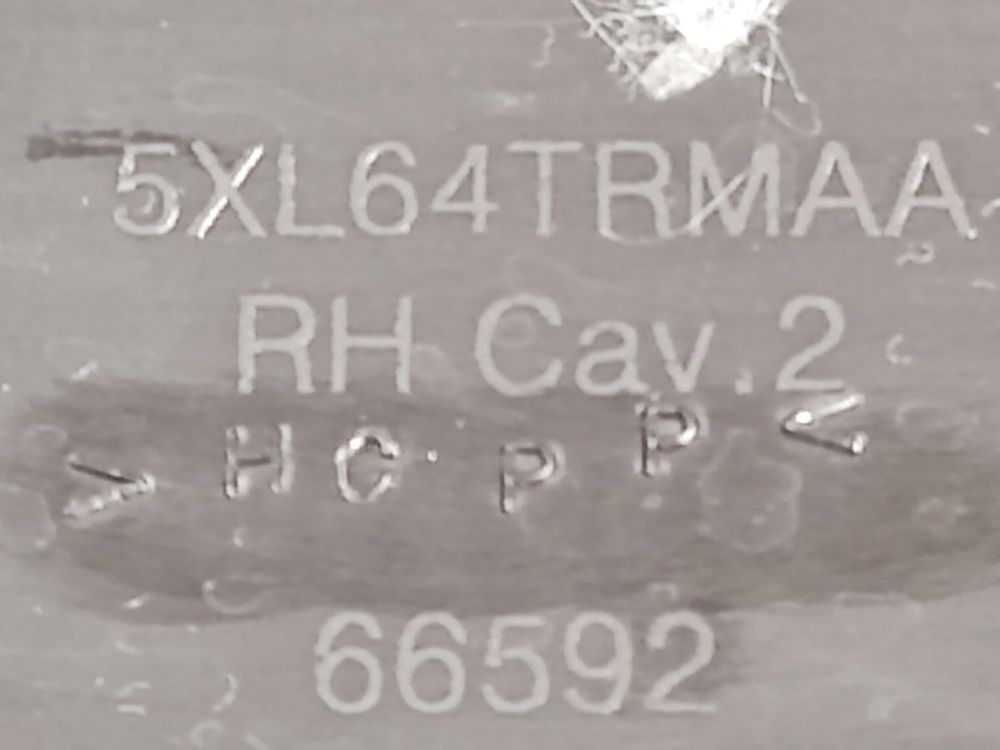 5XL64TRMAA
RH Cav.2
>HC PP<
66592